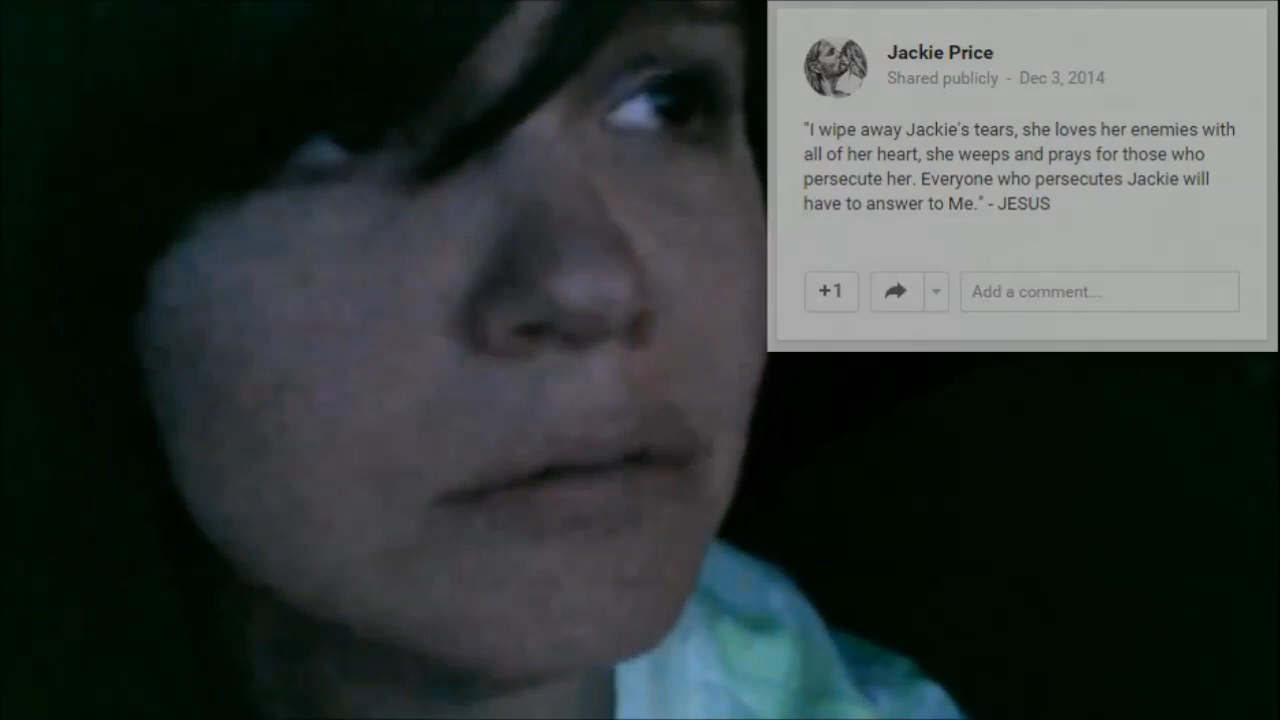 Jackie Price
Shared publicly - Dec 3, 2014
"I wipe away Jackie's tears, she loves her enemies with
all of her heart, she weeps and prays for those who
persecute her. Everyone who persecutes Jackie will
have to answer to Me." - JESUS
+1
Add a comment...